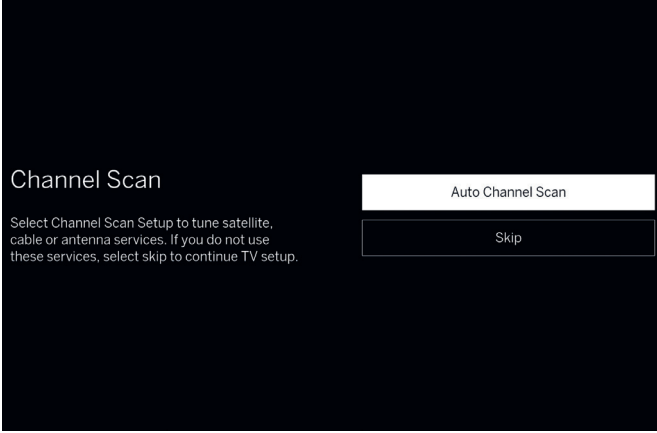 Channel Scan
Select Channel Scan Setup to tune satellite,
cable or antenna services. If you do not use
these services, select skip to continue TV setup.
Auto Channel Scan
Skip